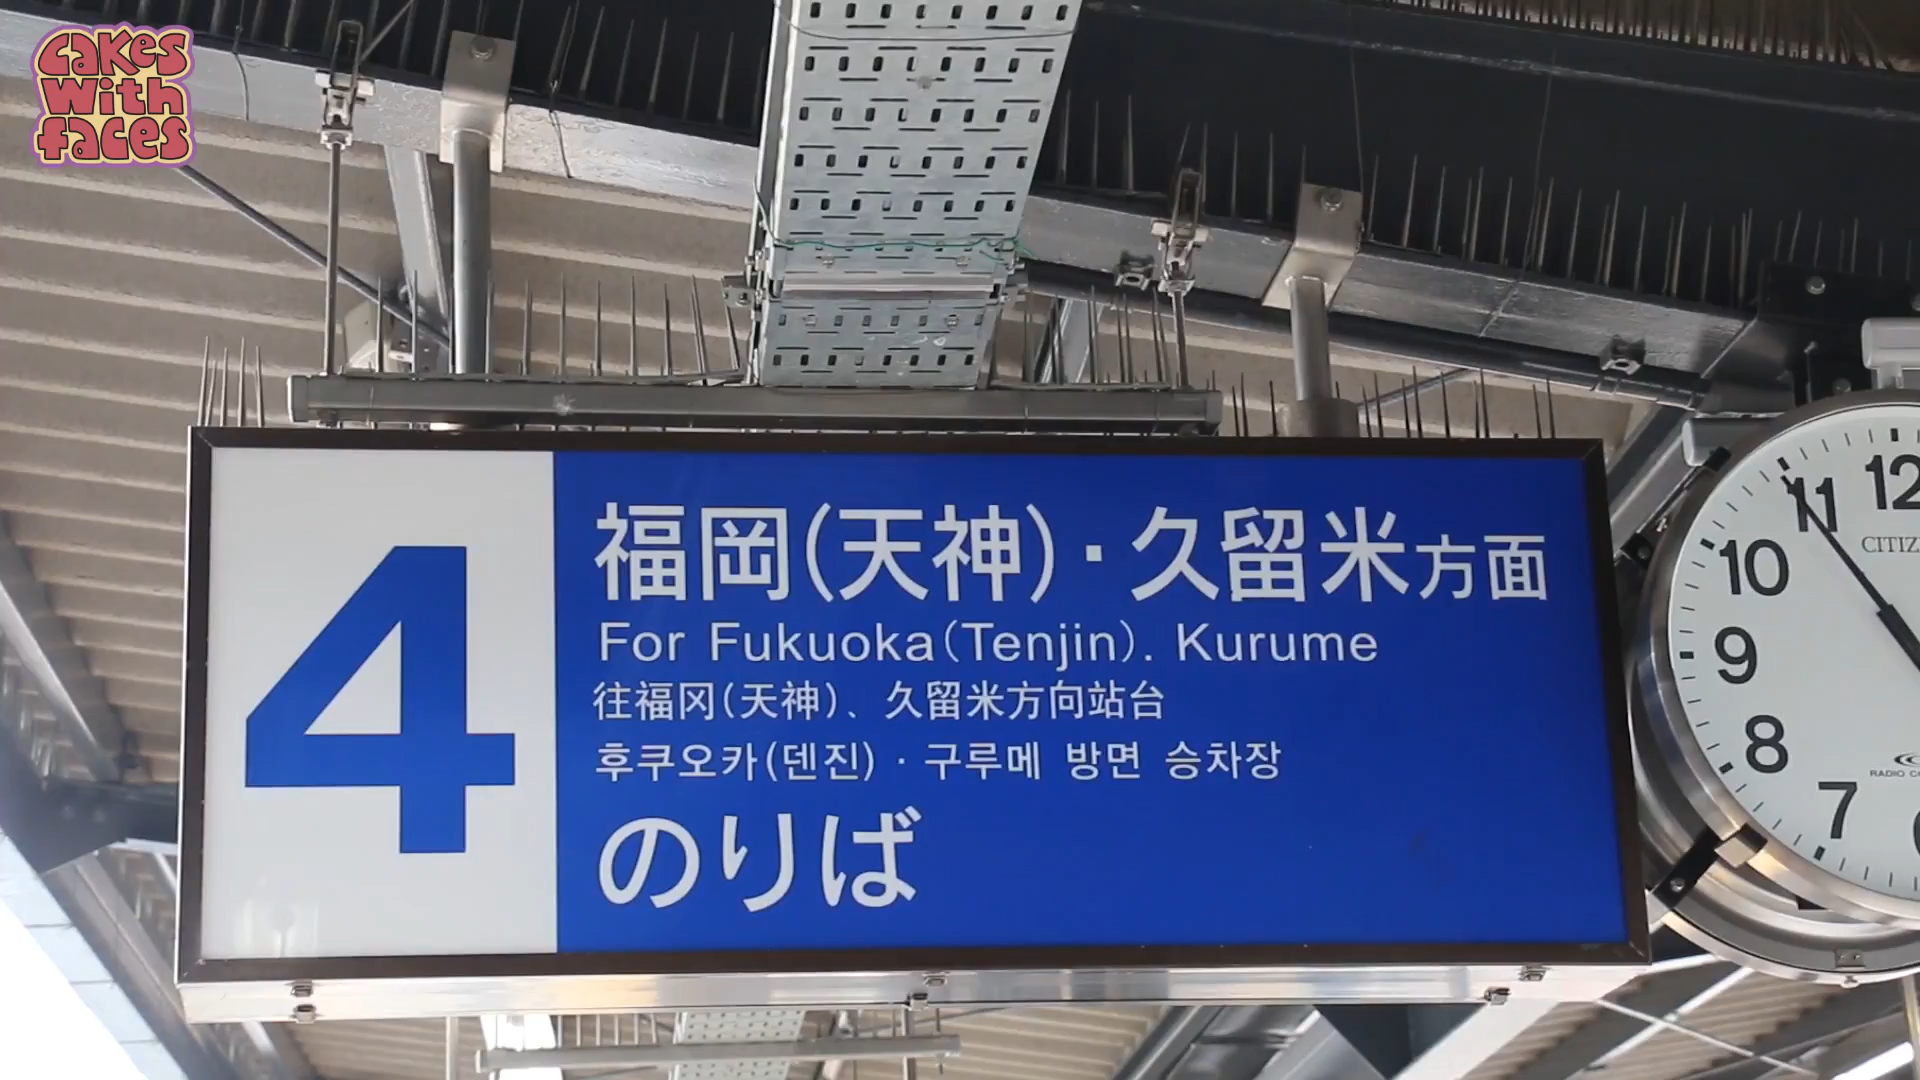 Cakes
With
faces
4
福岡(天神)・久留米方面
For Fukuoka(Tenjin). Kurume
往福冈(天神)、久留米方向站台
후쿠오카(덴진)・구루메 방면 승차장
のりば
12
11
10
9
8
7